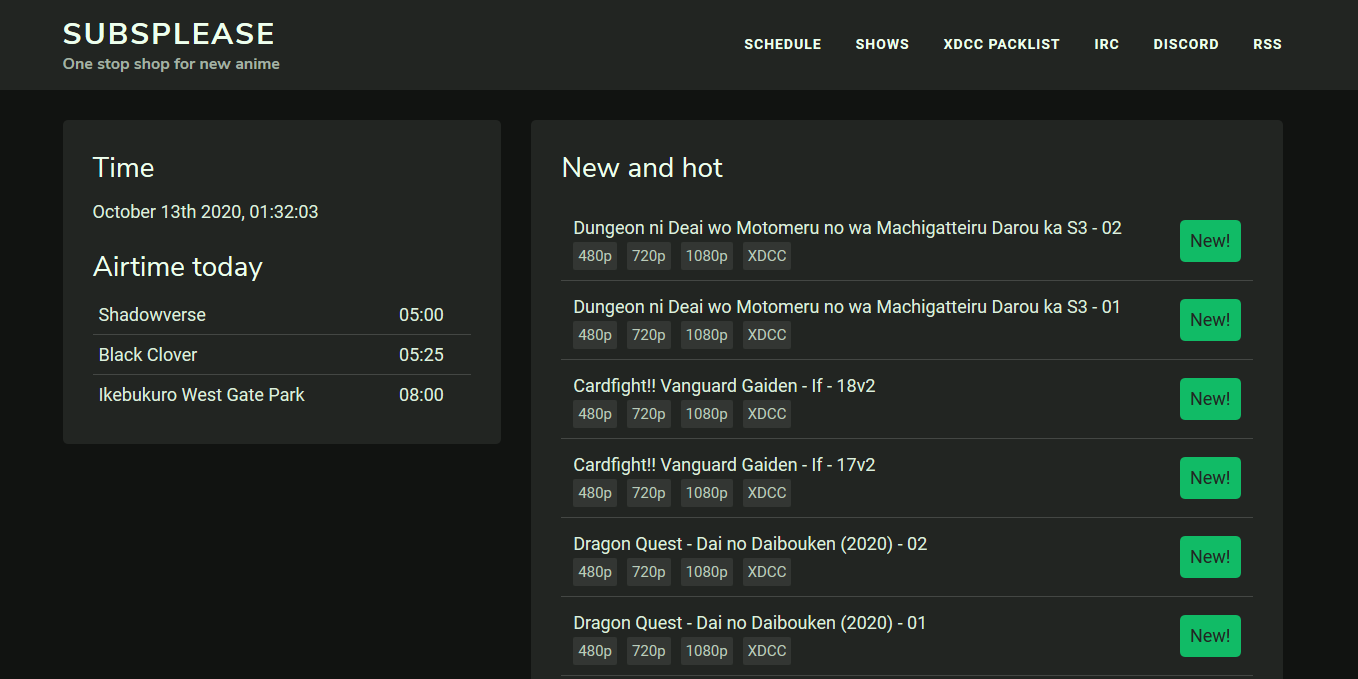 SUBSPLEASE
One stop shop for new anime
SCHEDULE SHOWS XDCC PACKLIST IRC DISCORD RSS
Time
October 13th 2020, 01:32:03
Airtime today
Shadowverse 05:00
Black Clover 05:25
Ikebukuro West Gate Park 08:00
New and hot
Dungeon ni Deai wo Motomeru no wa Machigatteiru Darou ka S3 - 02
480p 720p 1080p XDCC
New!
Dungeon ni Deai wo Motomeru no wa Machigatteiru Darou ka S3 - 01
480p 720p 1080p XDCC
New!
Cardfight!! Vanguard Gaiden - If - 18v2
480p 720p 1080p XDCC
New!
Cardfight!! Vanguard Gaiden - If - 17v2
480p 720p 1080p XDCC
New!
Dragon Quest - Dai no Daibouken (2020) - 02
480p 720p 1080p XDCC
New!
Dragon Quest - Dai no Daibouken (2020) - 01
480p 720p 1080p XDCC
New!